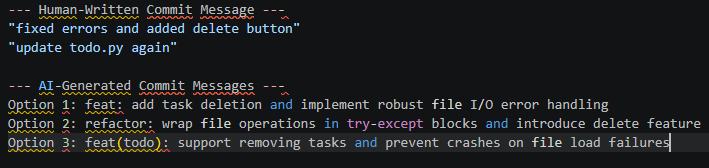 --- Human-Written Commit Message ---
"fixed errors and added delete button"
"update todo.py again"
--- AI-Generated Commit Messages ---
Option 1: feat: add task deletion and implement robust file I/O error handling
Option 2: refactor: wrap file operations in try-except blocks and introduce delete feature
Option 3: feat(todo): support removing tasks and prevent crashes on file load failures